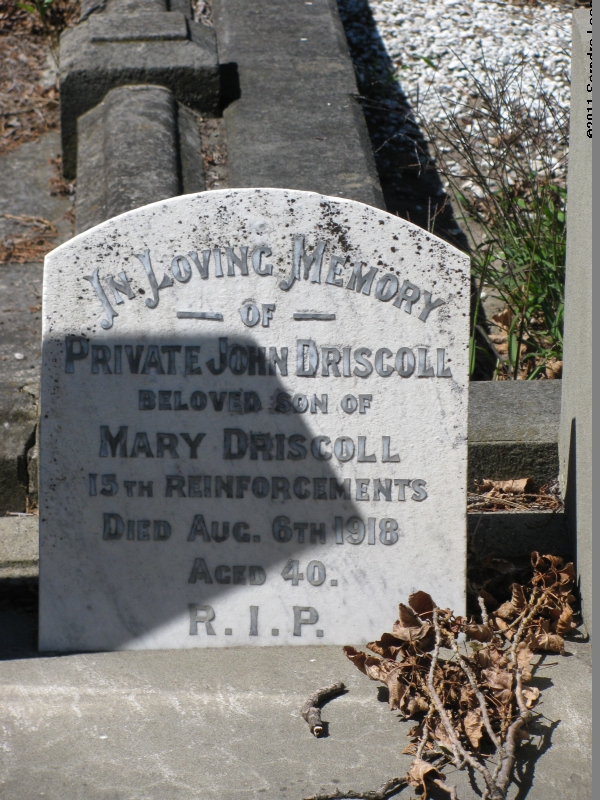 In Loving Memory
of
Private John Driscoll
beloved son of
Mary Driscoll
15th Reinforcements
Died Aug. 6th 1918
Aged 40.
R. I. P.
©2011